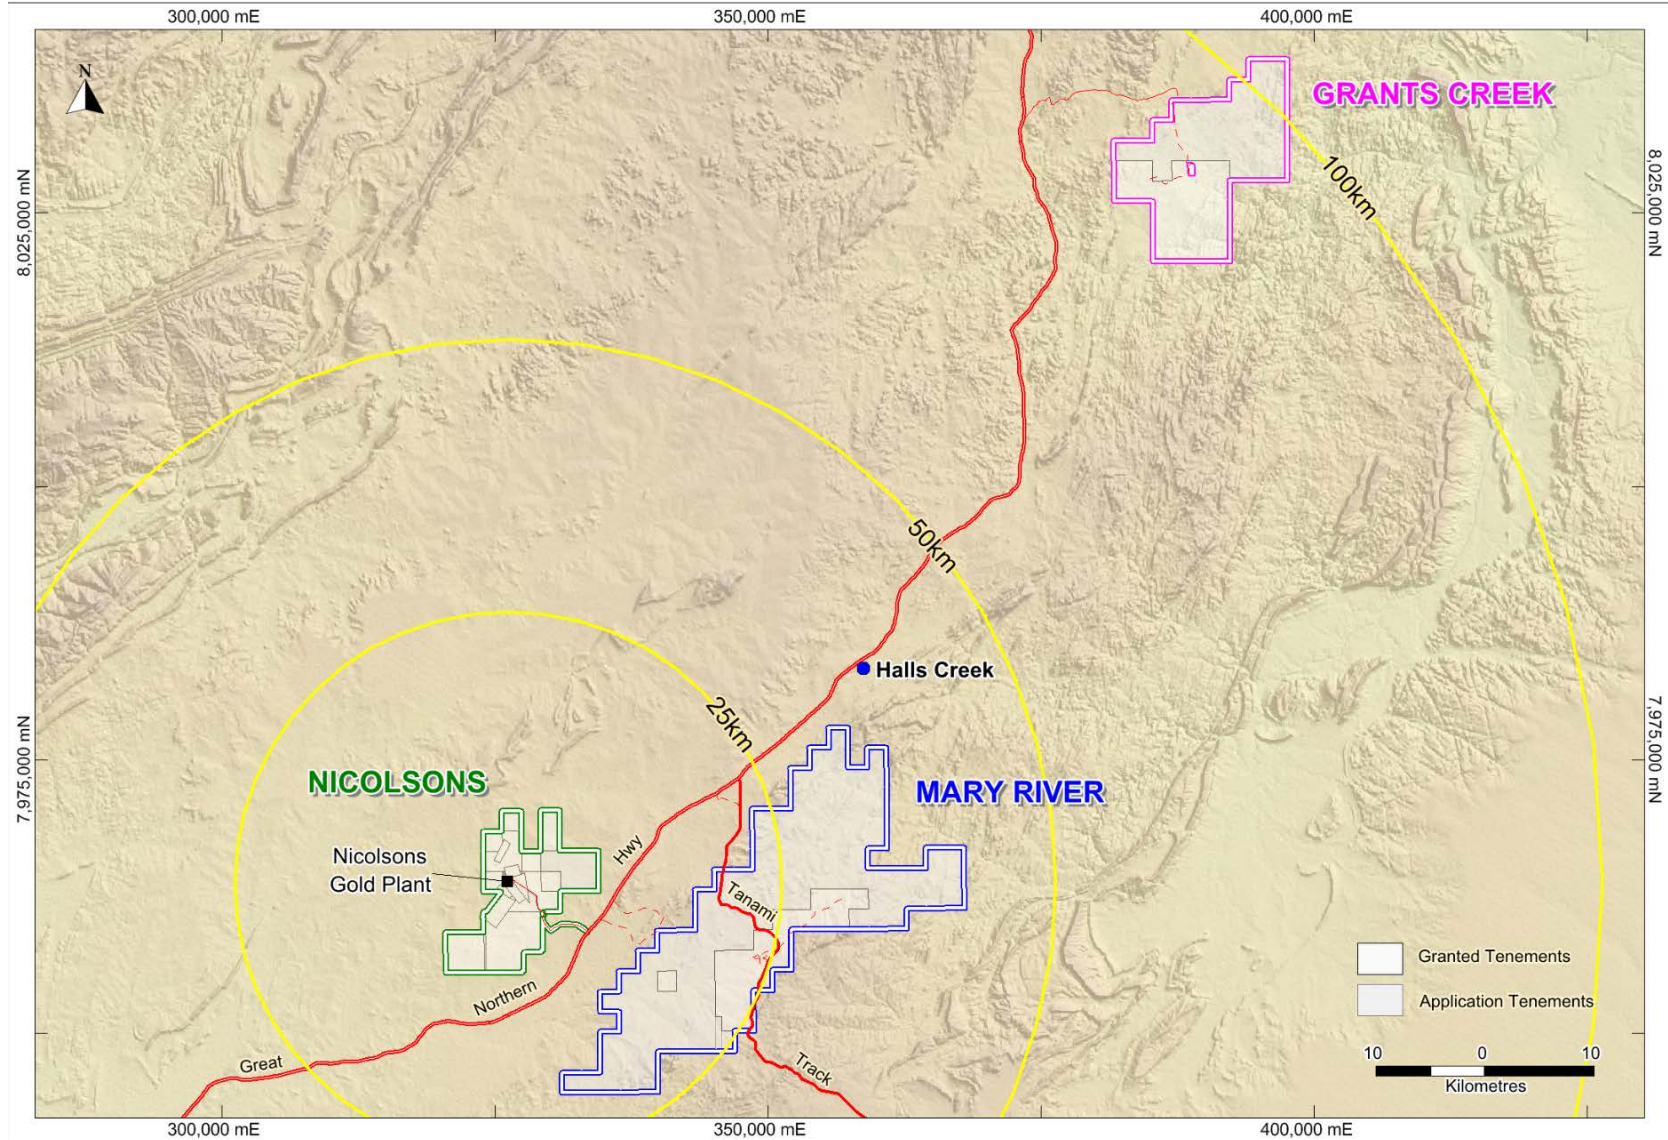 300,000 mE
350,000 mE
400,000 mE
N
GRANTS CREEK
100km
8,025,000 mN
8,025,000 mN
50km
Halls Creek
25km
7,975,000 mN
7,975,000 mN
NICOLSONS
MARY RIVER
Nicolsons
Gold Plant
Hwy
Tanami
Northern
Great
Track
Granted Tenements
Application Tenements
10 0 10
Kilometres
300,000 mE
350,000 mE
400,000 mE